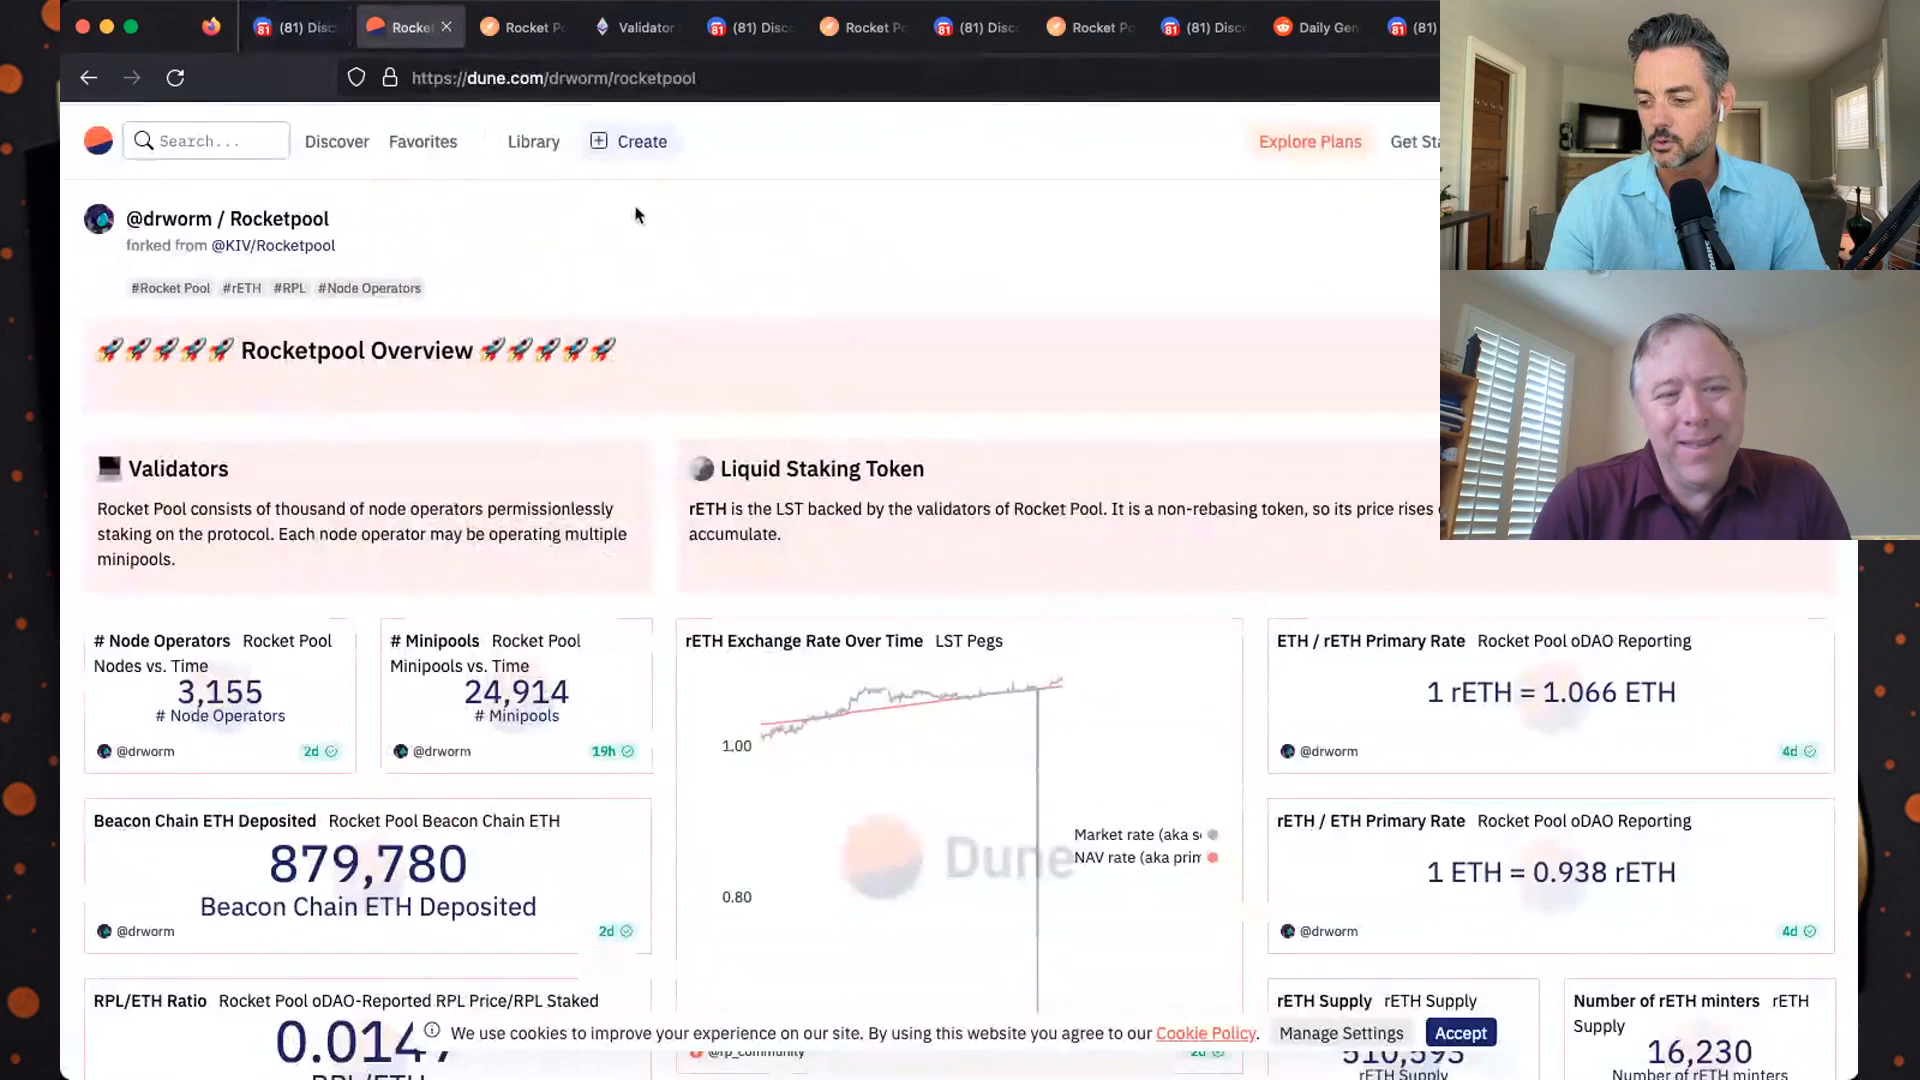 (81) Disc
Rocke
Rocket Po
Validator
(81) Disc
Rocket Po
(81) Disc
Rocket Po
(81) Disc
Daily Gen
(81)
https://dune.com/drworm/rocketpool
Search...
Discover
Favorites
Library
Create
Explore Plans
Get Sta
@drworm / Rocketpool
forked from @KIV/Rocketpool
#Rocket Pool #rETH #RPL #Node Operators
🚀🚀🚀🚀🚀 Rocketpool Overview 🚀🚀🚀🚀🚀
Validators
Rocket Pool consists of thousand of node operators permissionlessly
staking on the protocol. Each node operator may be operating multiple
minipools.
Liquid Staking Token
rETH is the LST backed by the validators of Rocket Pool. It is a non-rebasing token, so its price rises
accumulate.
# Node Operators Rocket Pool
Nodes vs. Time
3,155
# Node Operators
@drworm 2d
# Minipools Rocket Pool
Minipools vs. Time
24,914
# Minipools
@drworm 19h
rETH Exchange Rate Over Time LST Pegs
1.00
0.80
Dune
Market rate (aka s
NAV rate (aka prim
@rp_community 2d
ETH / rETH Primary Rate Rocket Pool oDAO Reporting
1 rETH = 1.066 ETH
@drworm 4d
Beacon Chain ETH Deposited Rocket Pool Beacon Chain ETH
879,780
Beacon Chain ETH Deposited
@drworm 2d
rETH / ETH Primary Rate Rocket Pool oDAO Reporting
1 ETH = 0.938 rETH
@drworm 4d
RPL/ETH Ratio Rocket Pool oDAO-Reported RPL Price/RPL Staked
0.014
RPL/ETH
rETH Supply rETH Supply
510,593
rETH Supply
Number of rETH minters rETH
Supply
16,230
Number of rETH minters
We use cookies to improve your experience on our site. By using this website you agree to our Cookie Policy.
Manage Settings
Accept